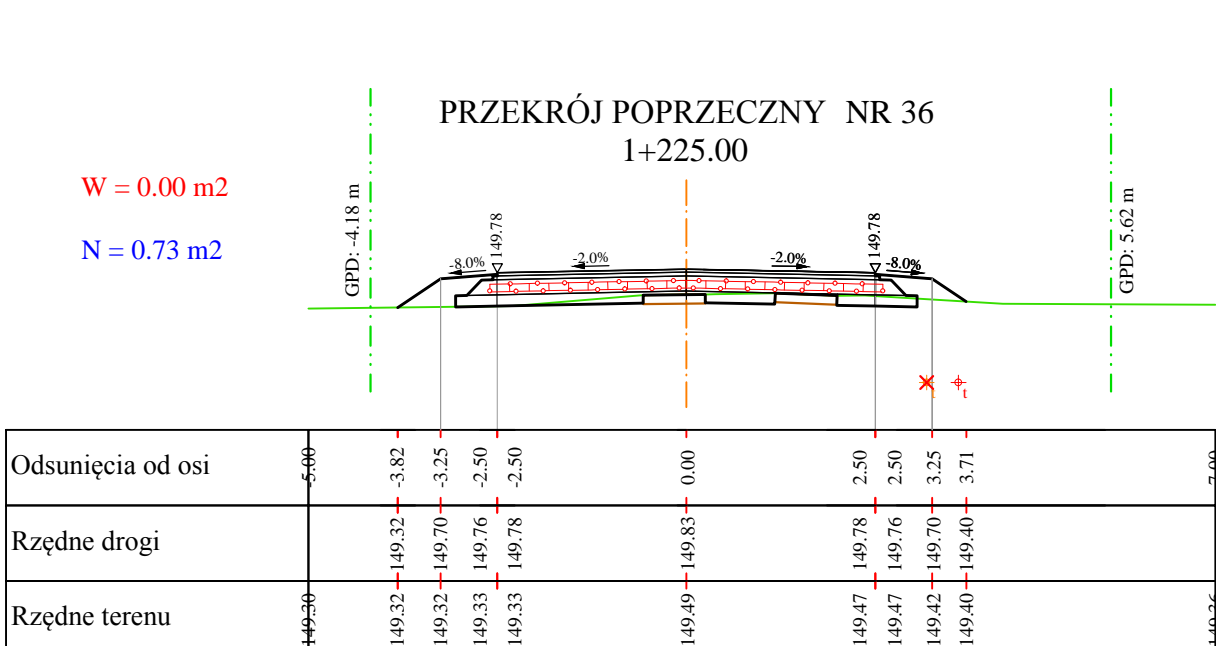 PRZEKRÓJ POPRZECZNY NR 36
1+225.00
W = 0.00 m2
N = 0.73 m2
GPD: -4.18 m
GPD: 5.62 m
149.78
149.78
-8.0%
-2.0%
-2.0%
-8.0%
t
Odsunięcia od osi -5.00 -3.82 -3.25 -2.50 -2.50 0.00 2.50 2.50 3.25 3.71 7.00
Rzędne drogi 149.32 149.70 149.76 149.78 149.83 149.78 149.76 149.70 149.40
Rzędne terenu 149.30 149.32 149.32 149.33 149.33 149.49 149.47 149.47 149.42 149.40 149.36